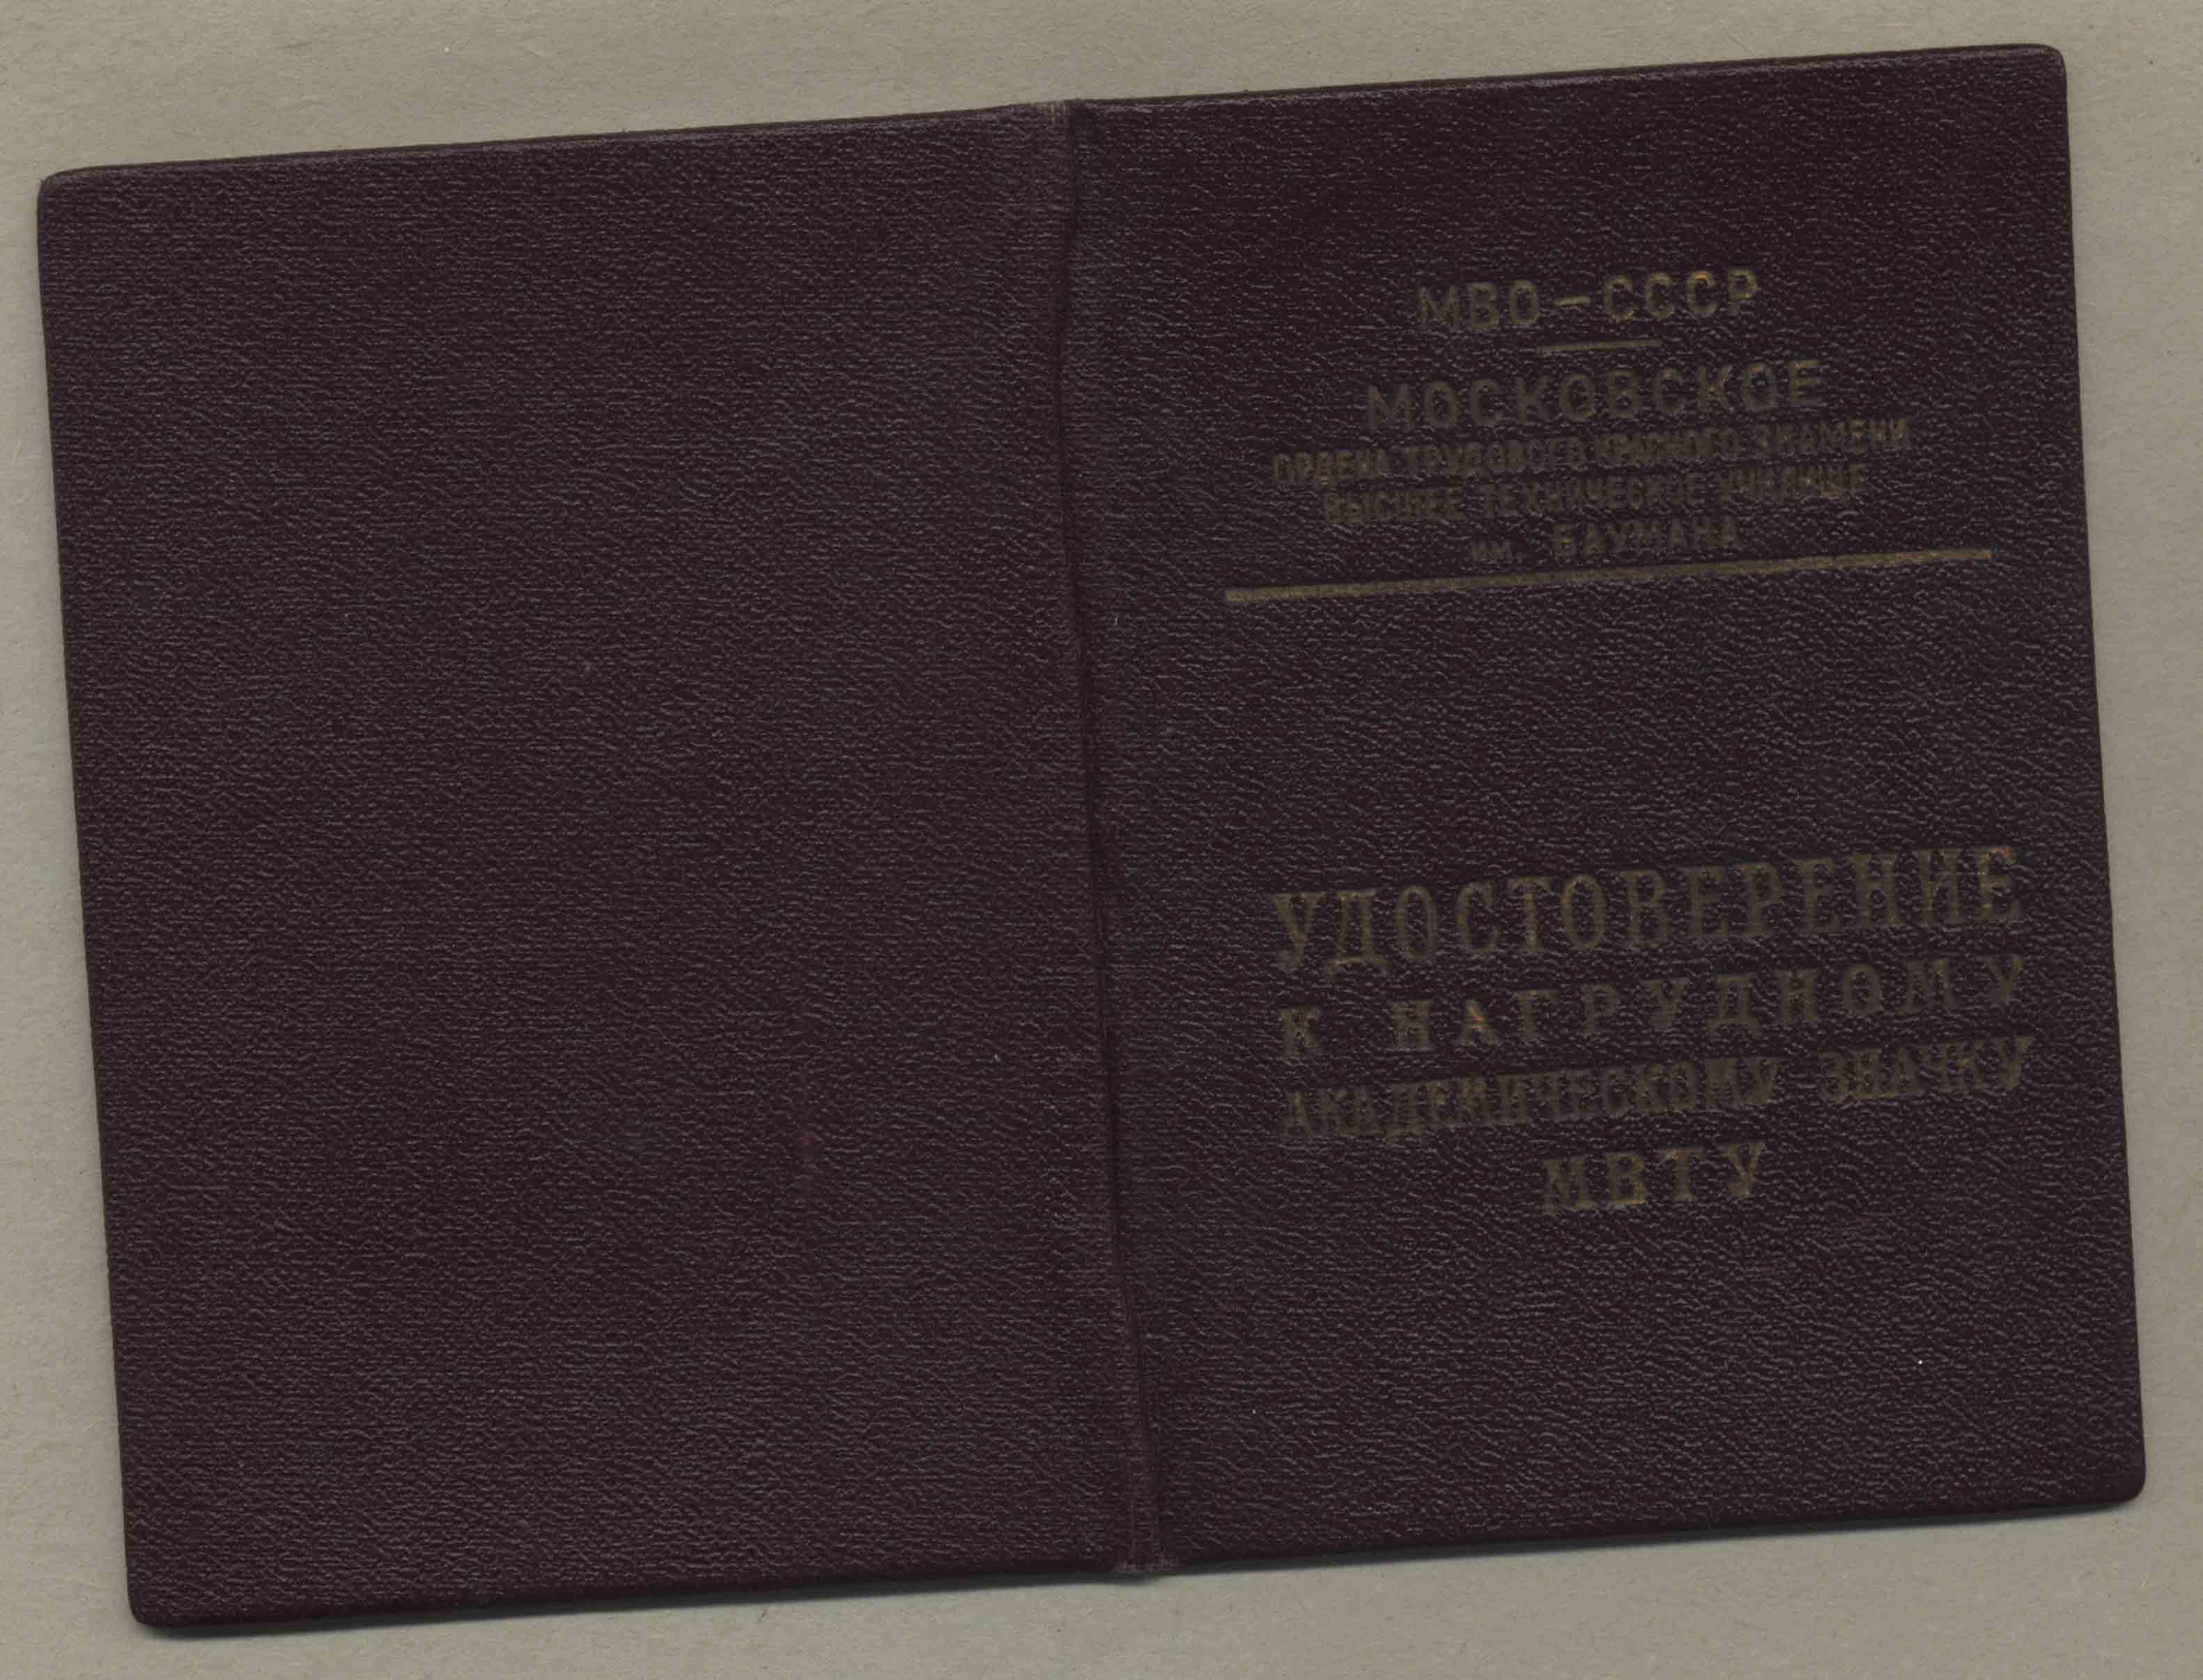 МВО–СССР
МОСКОВСКОЕ
ОРДЕНА ТРУДОВОГО КРАСНОГО ЗНАМЕНИ
ВЫСШЕЕ ТЕХНИЧЕСКОЕ УЧИЛИЩЕ
им. БАУМАНА
УДОСТОВЕРЕНИЕ
К НАГРУДНОМУ
АКАДЕМИЧЕСКОМУ ЗНАЧКУ
МВТУ